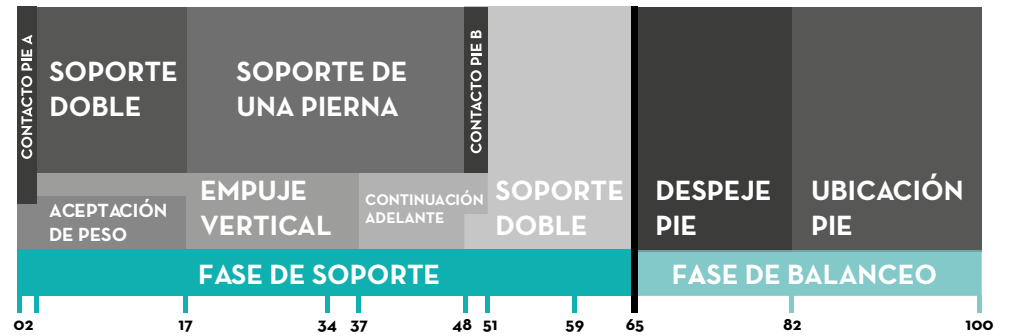 CONTACTO PIE A
SOPORTE
DOBLE
SOPORTE DE
UNA PIERNA
CONTACTO PIE B
ACEPTACIÓN
DE PESO
EMPUJE
VERTICAL
CONTINUACIÓN
ADELANTE
SOPORTE
DOBLE
DESPEJE
PIE
UBICACIÓN
PIE
FASE DE SOPORTE
FASE DE BALANCEO
02 17 34 37 48 51 59 65 82 100